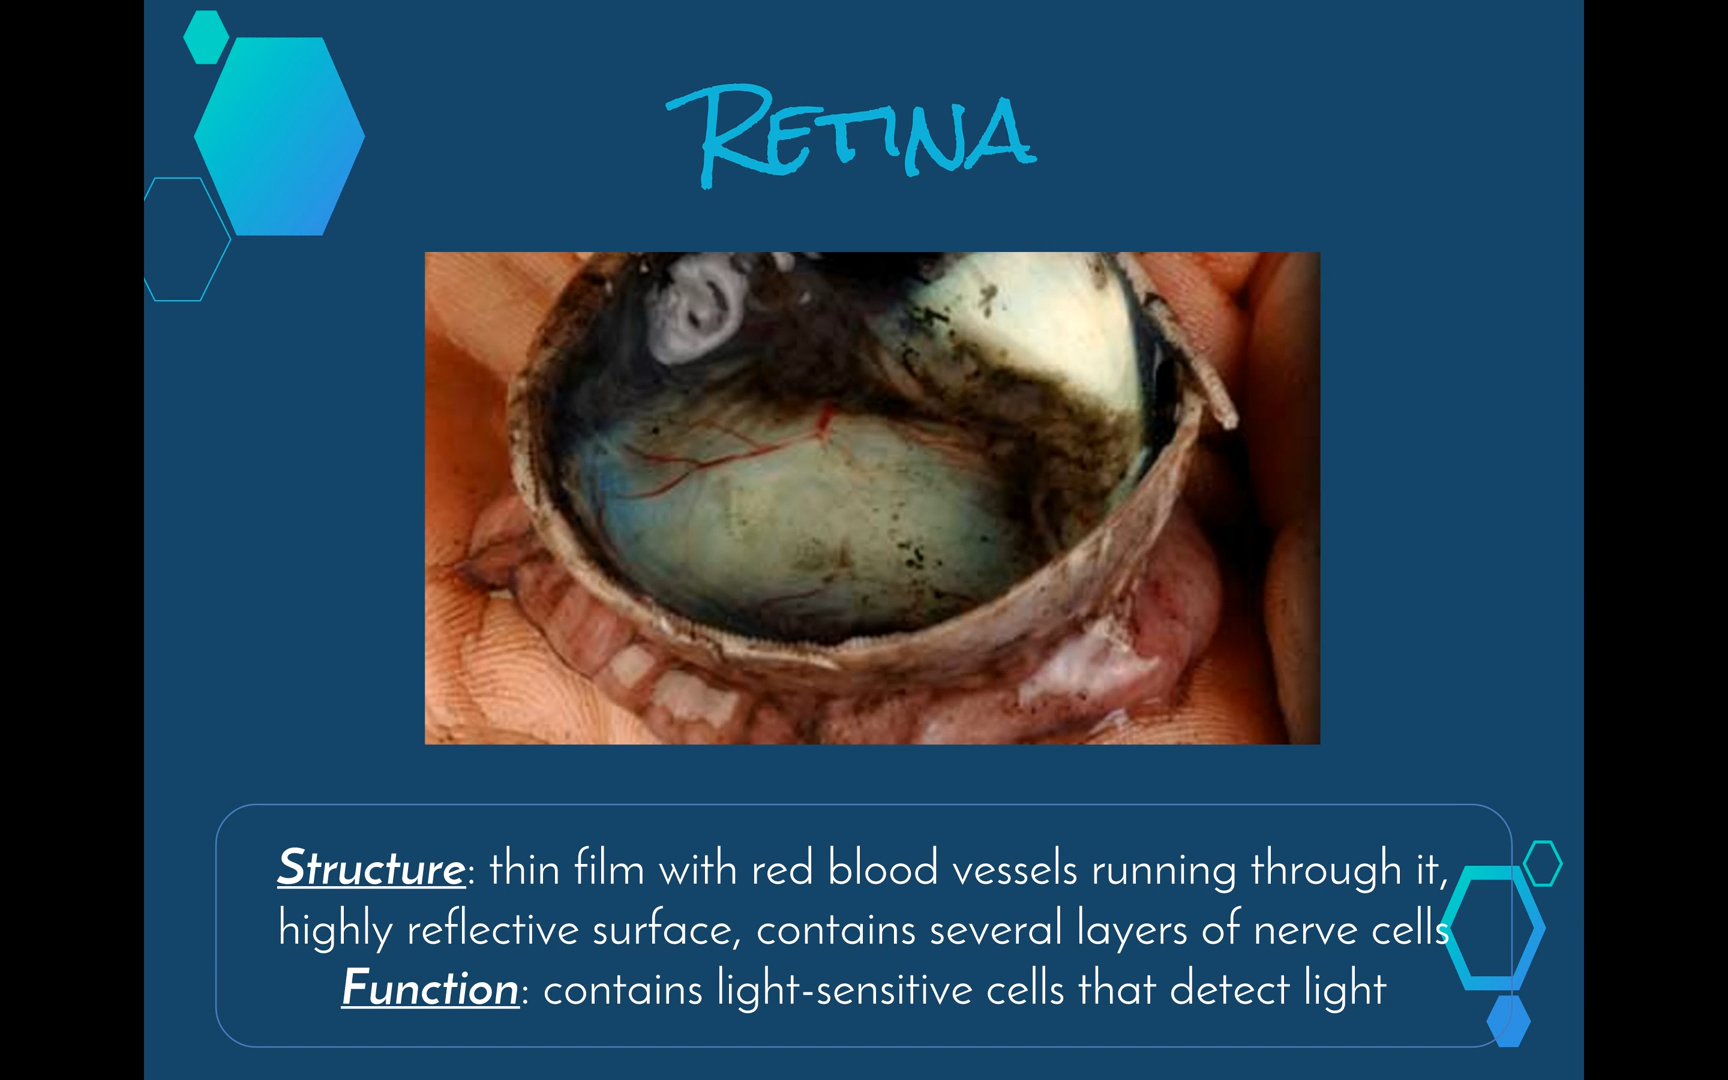 Retina
Structure: thin film with red blood vessels running through it,
highly reflective surface, contains several layers of nerve cells
Function: contains light-sensitive cells that detect light